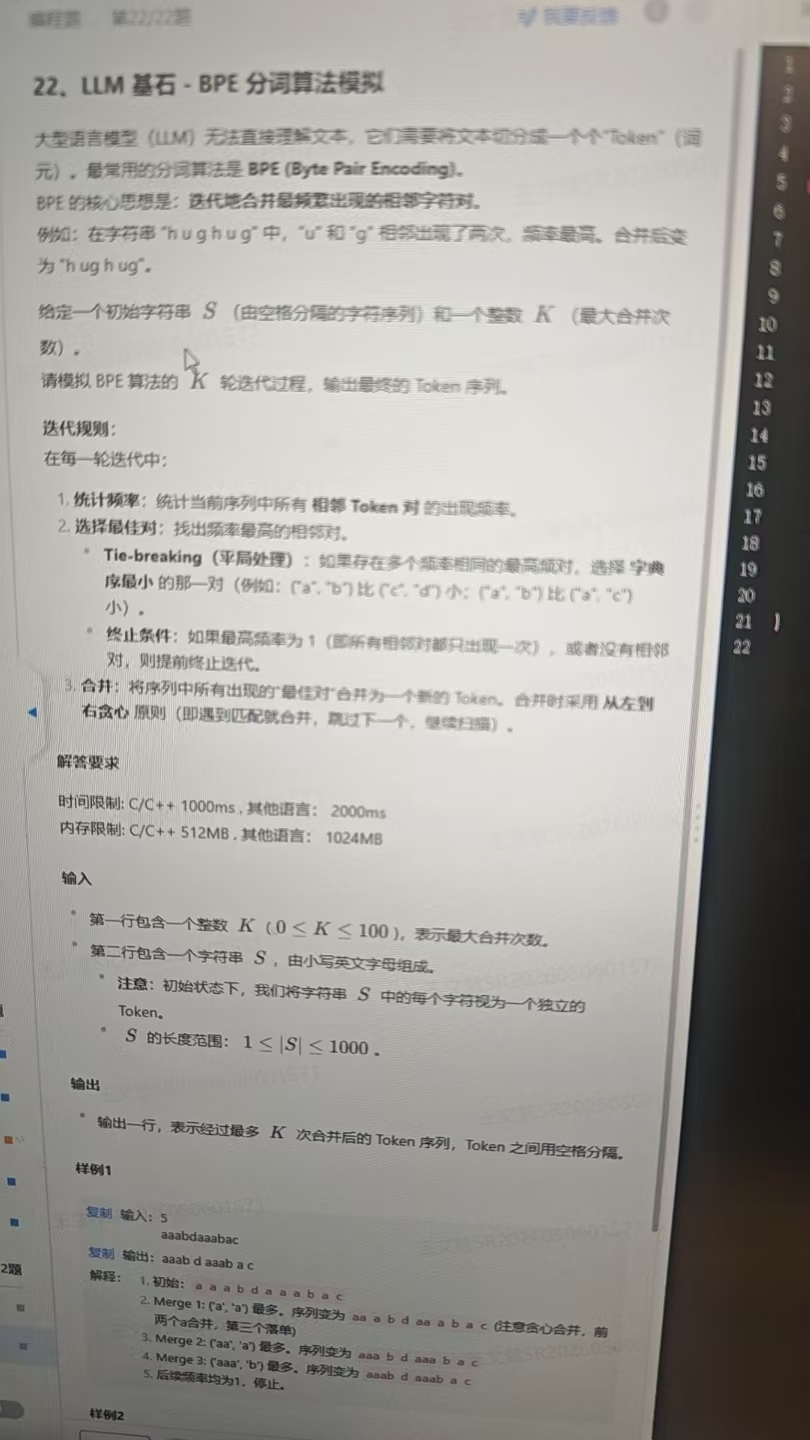 编程题 第22/22题 我要反馈
22、LLM 基石 - BPE 分词算法模拟
大型语言模型（LLM）无法直接理解文本，它们需要将文本切分成一个个“Token”（词
元）。最常用的分词算法是 BPE (Byte Pair Encoding)。
BPE 的核心思想是：迭代地合并最频繁出现的相邻字符对。
例如：在字符串 “h u g h u g” 中，“u” 和 “g” 相邻出现了两次，频率最高。合并后变
为 “h ug h ug”。
给定一个初始字符串 S （由空格分隔的字符序列）和一个整数 K （最大合并次
数）。
请模拟 BPE 算法的 K 轮迭代过程，输出最终的 Token 序列。
迭代规则：
在每一轮迭代中：
1. 统计频率：统计当前序列中所有 相邻 Token 对 的出现频率。
2. 选择最佳对：找出频率最高的相邻对。
Tie-breaking（平局处理）：如果存在多个频率相同的最高频对，选择 字典
序最小 的那一对（例如：("a", "b") 比 ("c", "d") 小；("a", "b") 比 ("a", "c")
小）。
终止条件：如果最高频率为 1（即所有相邻对都只出现一次），或者没有相邻
对，则提前终止迭代。
3. 合并：将序列中所有出现的“最佳对”合并为一个新的 Token。合并时采用 从左到
右贪心 原则（即遇到匹配就合并，跳过下一个，继续扫描）。
解答要求
时间限制: C/C++ 1000ms , 其他语言： 2000ms
内存限制: C/C++ 512MB , 其他语言： 1024MB
输入
第一行包含一个整数 K ( 0 ≤ K ≤ 100 )，表示最大合并次数。
第二行包含一个字符串 S ，由小写英文字母组成。
注意：初始状态下，我们将字符串 S 中的每个字符视为一个独立的
Token。
S 的长度范围： 1 ≤ |S| ≤ 1000 。
输出
输出一行，表示经过最多 K 次合并后的 Token 序列，Token 之间用空格分隔。
样例1
复制 输入：5
aaabdaaabac
复制 输出：aaab d aaab a c
解释： 1. 初始： a a a b d a a a b a c
2. Merge 1: ('a', 'a') 最多。序列变为 aa a b d aa a b a c (注意贪心合并，前
两个a合并，第三个落单)
3. Merge 2: ('aa', 'a') 最多。序列变为 aaa b d aaa b a c
4. Merge 3: ('aaa', 'b') 最多。序列变为 aaab d aaab a c
5. 后续频率均为1，停止。
样例2
2题
1
2
3
4
5
6
7
8
9
10
11
12
13
14
15
16
17
18
19
20
21 }
22